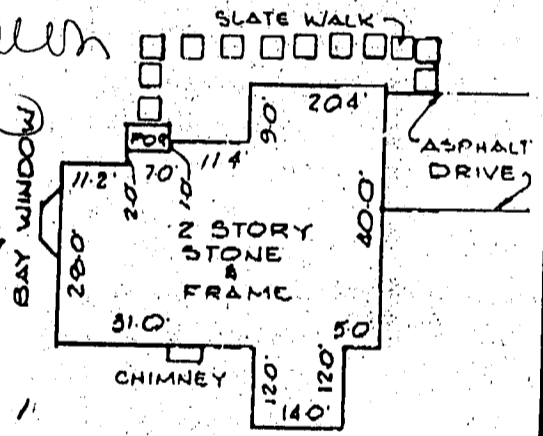 SLATE WALK
ASPHALT
DRIVE
BAY WINDOW
POR
20.4'
9.0'
11.4'
11.2'
7.0'
2.0'
1.0'
40.0'
28.0'
2 STORY
STONE
&
FRAME
31.0'
5.0'
CHIMNEY
12.0'
12.0'
14.0'